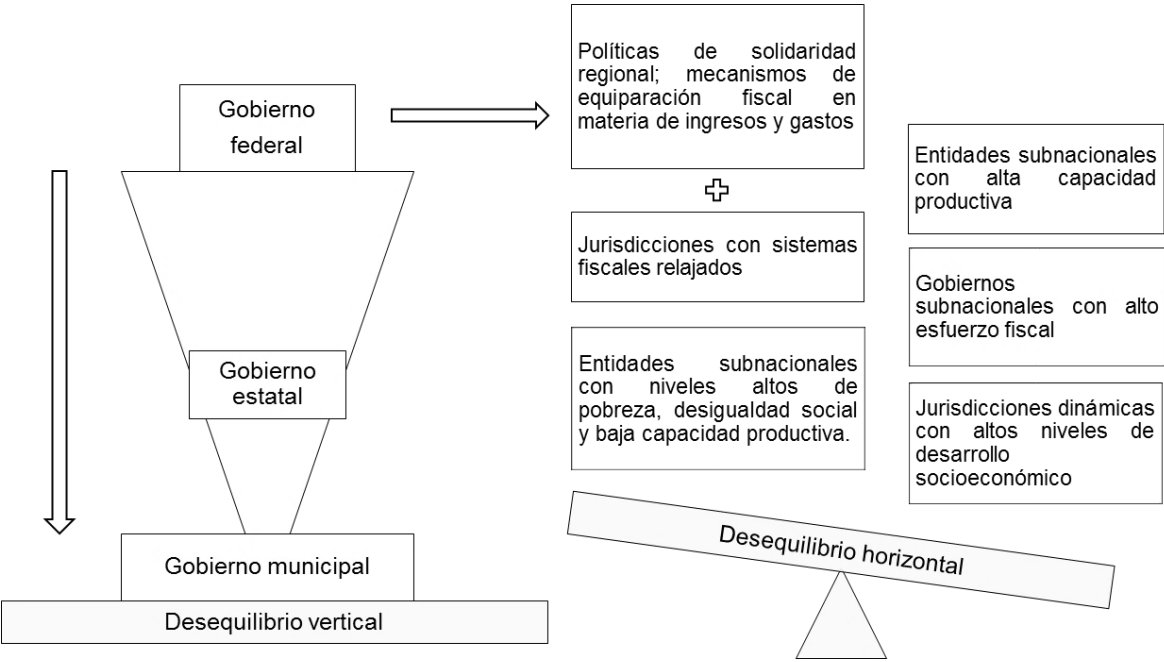 Gobierno
federal
Gobierno
estatal
Gobierno municipal
Desequilibrio vertical
Políticas de solidaridad
regional; mecanismos de
equiparación fiscal en
materia de ingresos y gastos
Jurisdicciones con sistemas
fiscales relajados
Entidades subnacionales
con niveles altos de
pobreza, desigualdad social
y baja capacidad productiva.
Entidades subnacionales
con alta capacidad
productiva
Gobiernos
subnacionales con alto
esfuerzo fiscal
Jurisdicciones dinámicas
con altos niveles de
desarrollo
socioeconómico
Desequilibrio horizontal